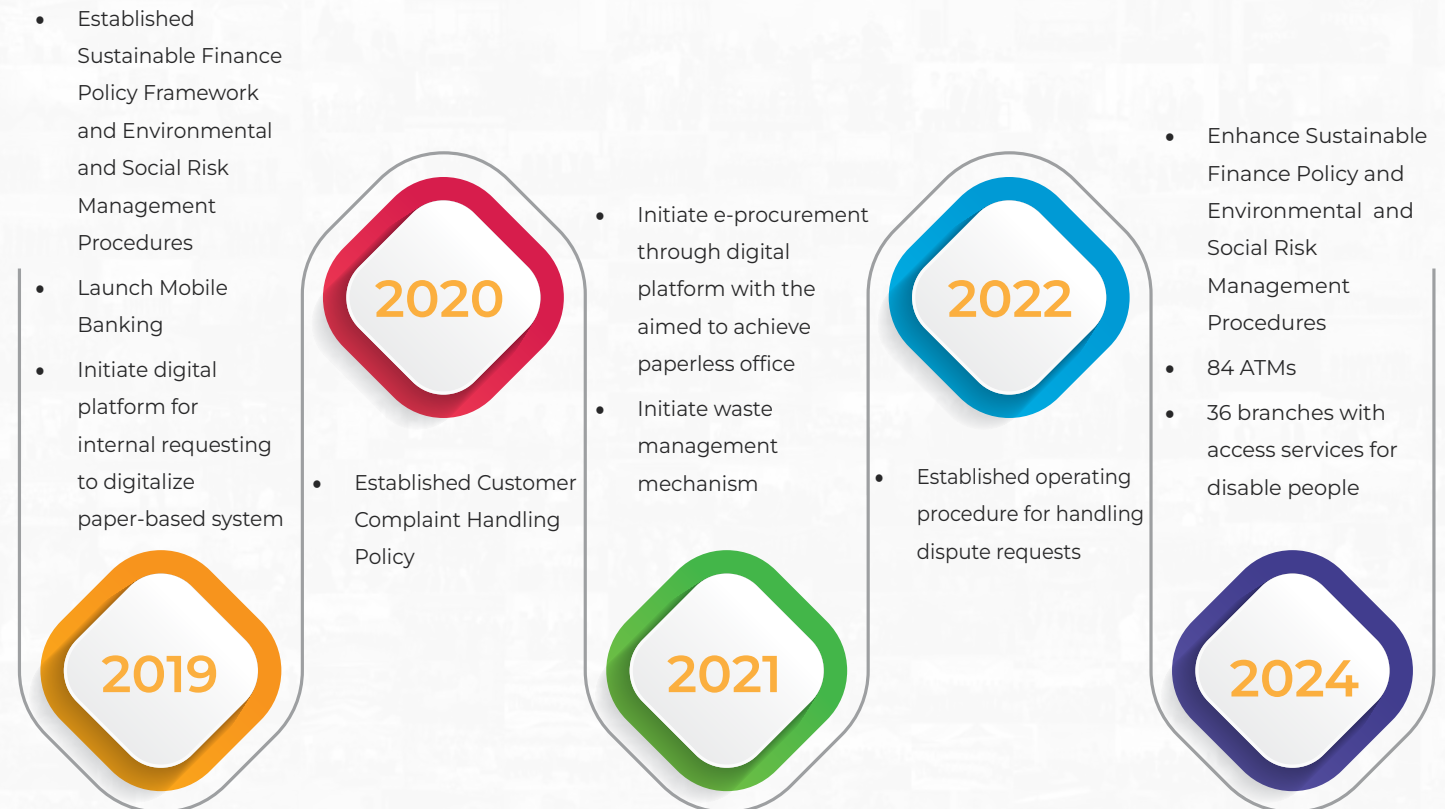 • Established
Sustainable Finance
Policy Framework
and Environmental
and Social Risk
Management
Procedures
• Launch Mobile
Banking
• Initiate digital
platform for
internal requesting
to digitalize
paper-based system
2019
2020
• Established Customer
Complaint Handling
Policy
• Initiate e-procurement
through digital
platform with the
aimed to achieve
paperless office
• Initiate waste
management
mechanism
2021
2022
• Established operating
procedure for handling
dispute requests
• Enhance Sustainable
Finance Policy and
Environmental and
Social Risk
Management
Procedures
• 84 ATMs
• 36 branches with
access services for
disable people
2024